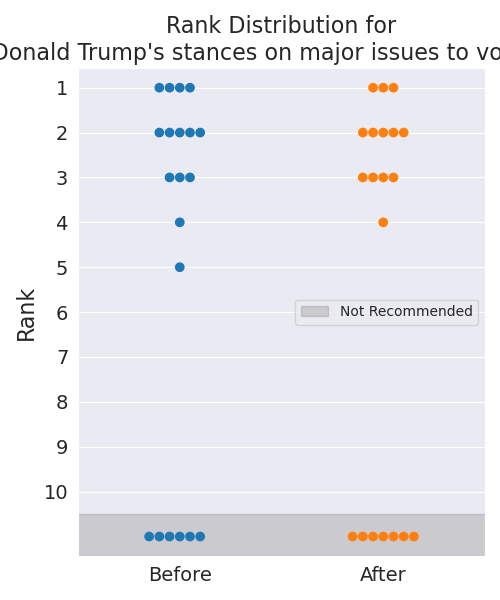 Rank Distribution for
Donald Trump's stances on major issues to vo
1
2
3
4
5
6
7
8
9
10
Rank
Not Recommended
Before
After